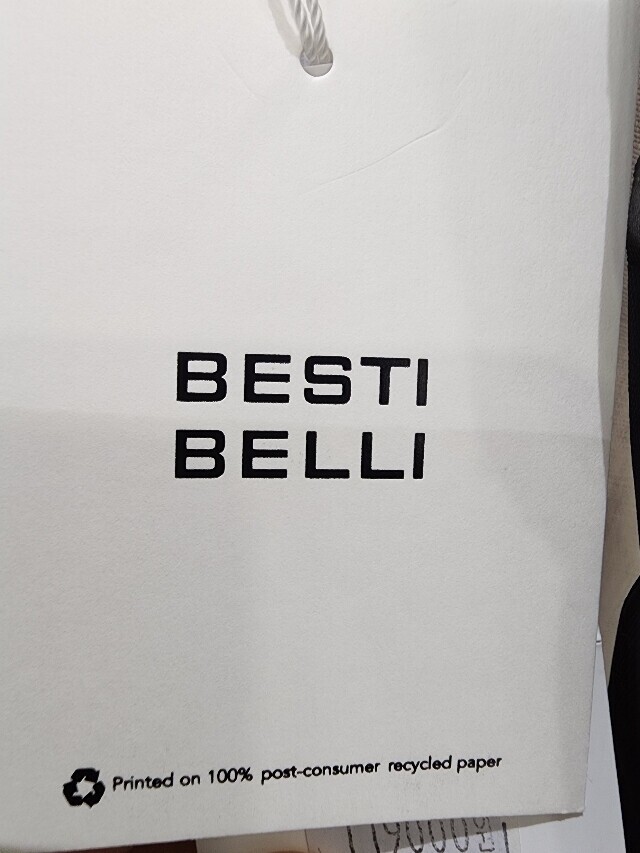 BESTI
BELLI
Printed on 100% post-consumer recycled paper